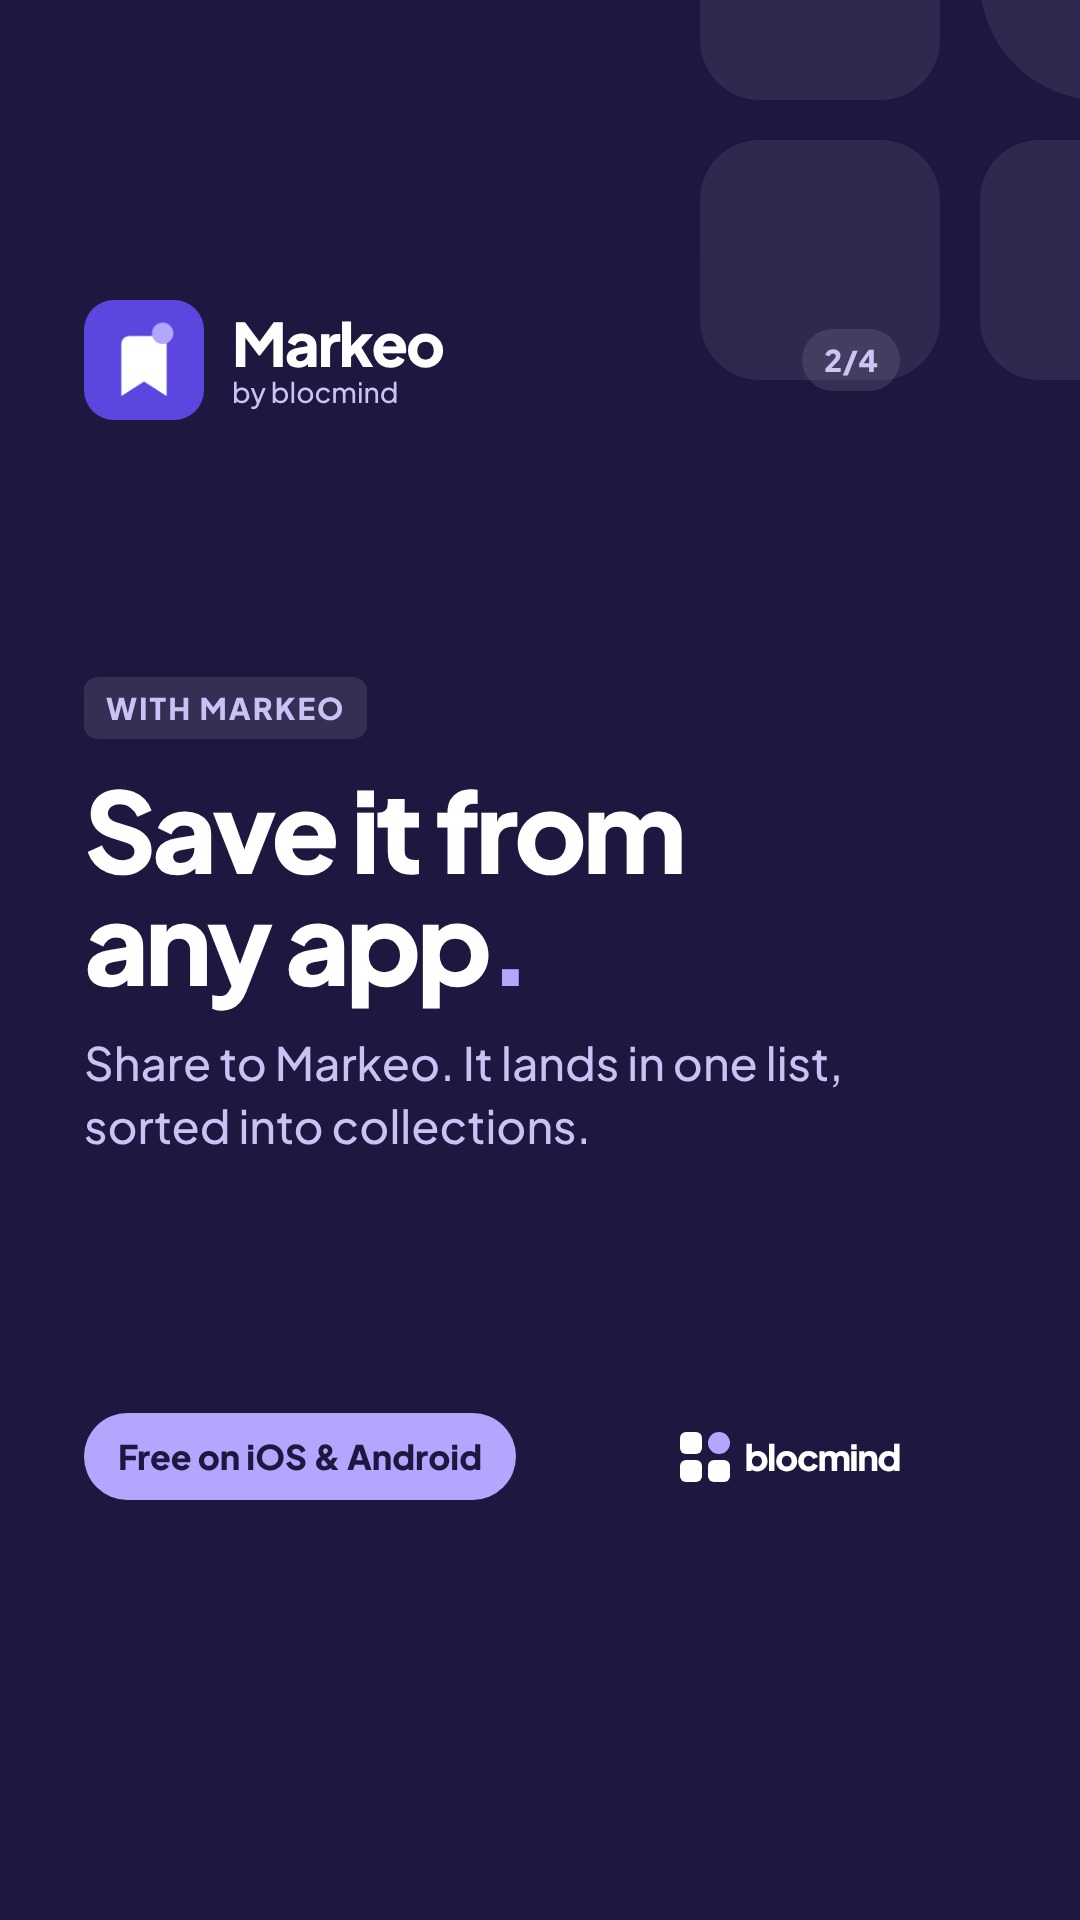 Markeo
by blocmind
2/4
WITH MARKEO
Save it from
any app.
Share to Markeo. It lands in one list,
sorted into collections.
Free on iOS & Android
blocmind